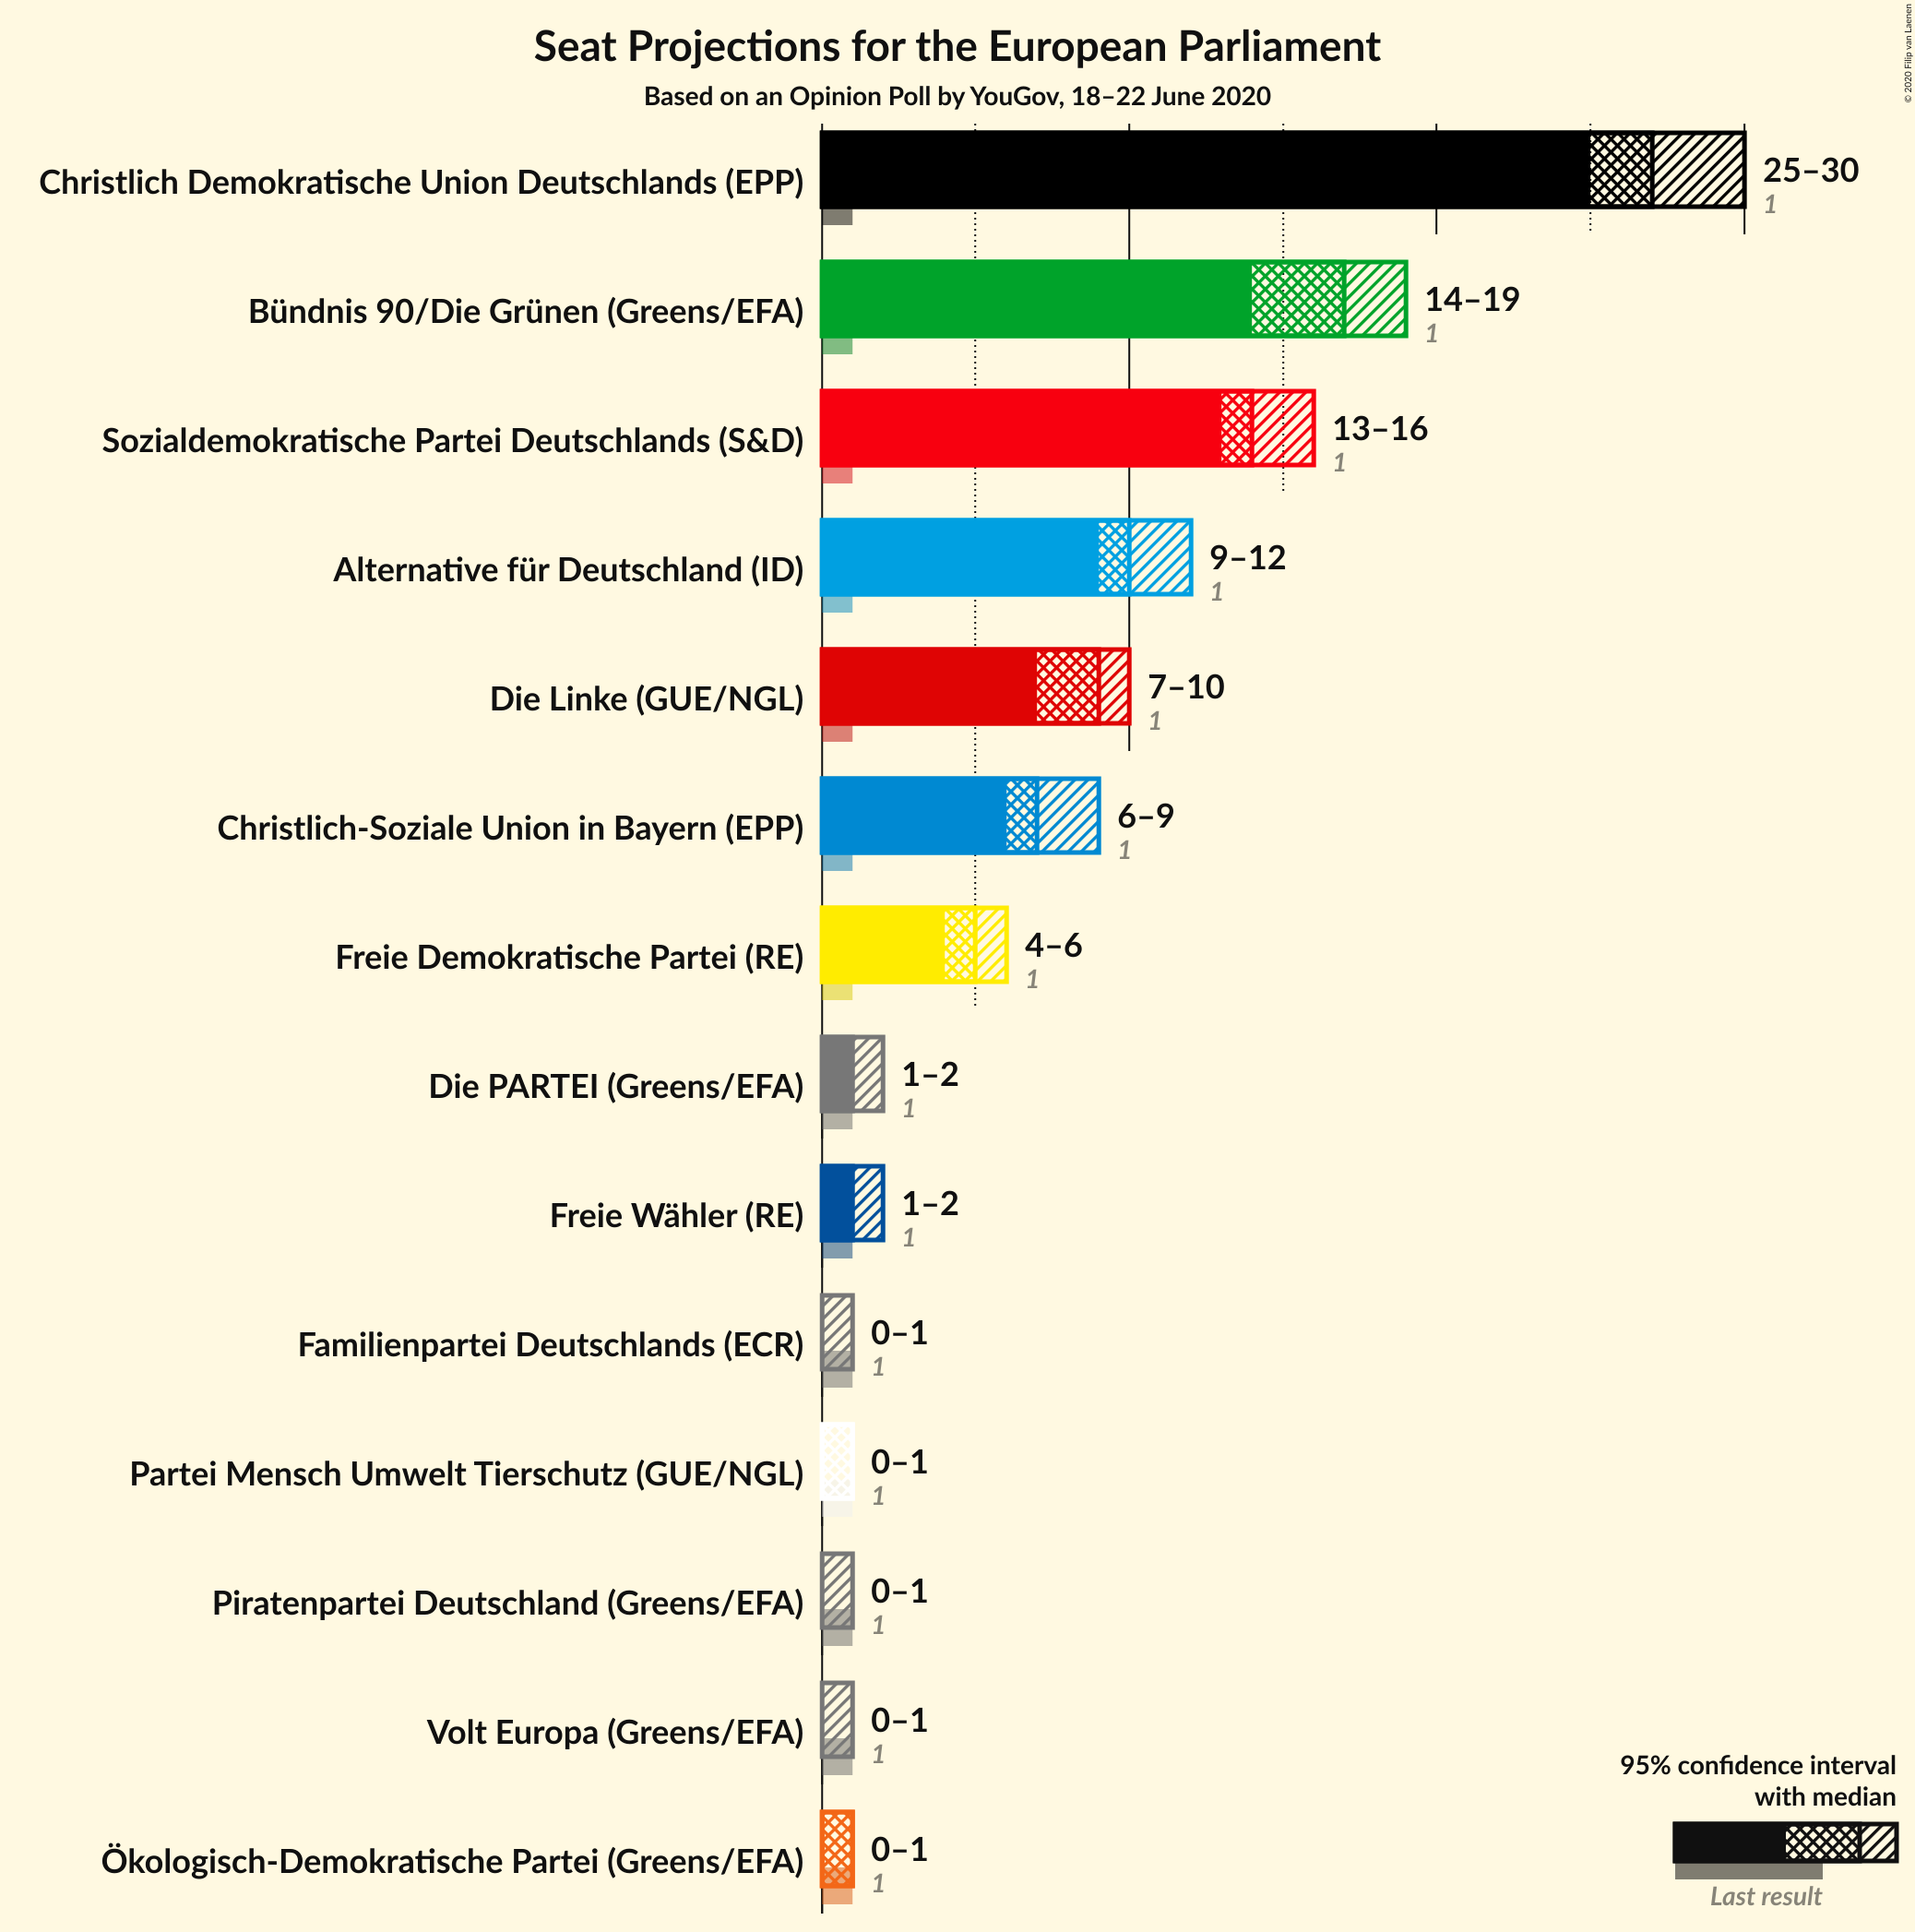 Seat Projections for the European Parliament
Based on an Opinion Poll by YouGov, 18–22 June 2020
© 2020 Filip van Laenen
Christlich Demokratische Union Deutschlands (EPP)
25–30
1
Bündnis 90/Die Grünen (Greens/EFA)
14–19
1
Sozialdemokratische Partei Deutschlands (S&D)
13–16
1
Alternative für Deutschland (ID)
9–12
1
Die Linke (GUE/NGL)
7–10
1
Christlich-Soziale Union in Bayern (EPP)
6–9
1
Freie Demokratische Partei (RE)
4–6
1
Die PARTEI (Greens/EFA)
1–2
1
Freie Wähler (RE)
1–2
1
Familienpartei Deutschlands (ECR)
0–1
1
Partei Mensch Umwelt Tierschutz (GUE/NGL)
0–1
1
Piratenpartei Deutschland (Greens/EFA)
0–1
1
Volt Europa (Greens/EFA)
0–1
1
Ökologisch-Demokratische Partei (Greens/EFA)
0–1
1
95% confidence interval
with median
Last result